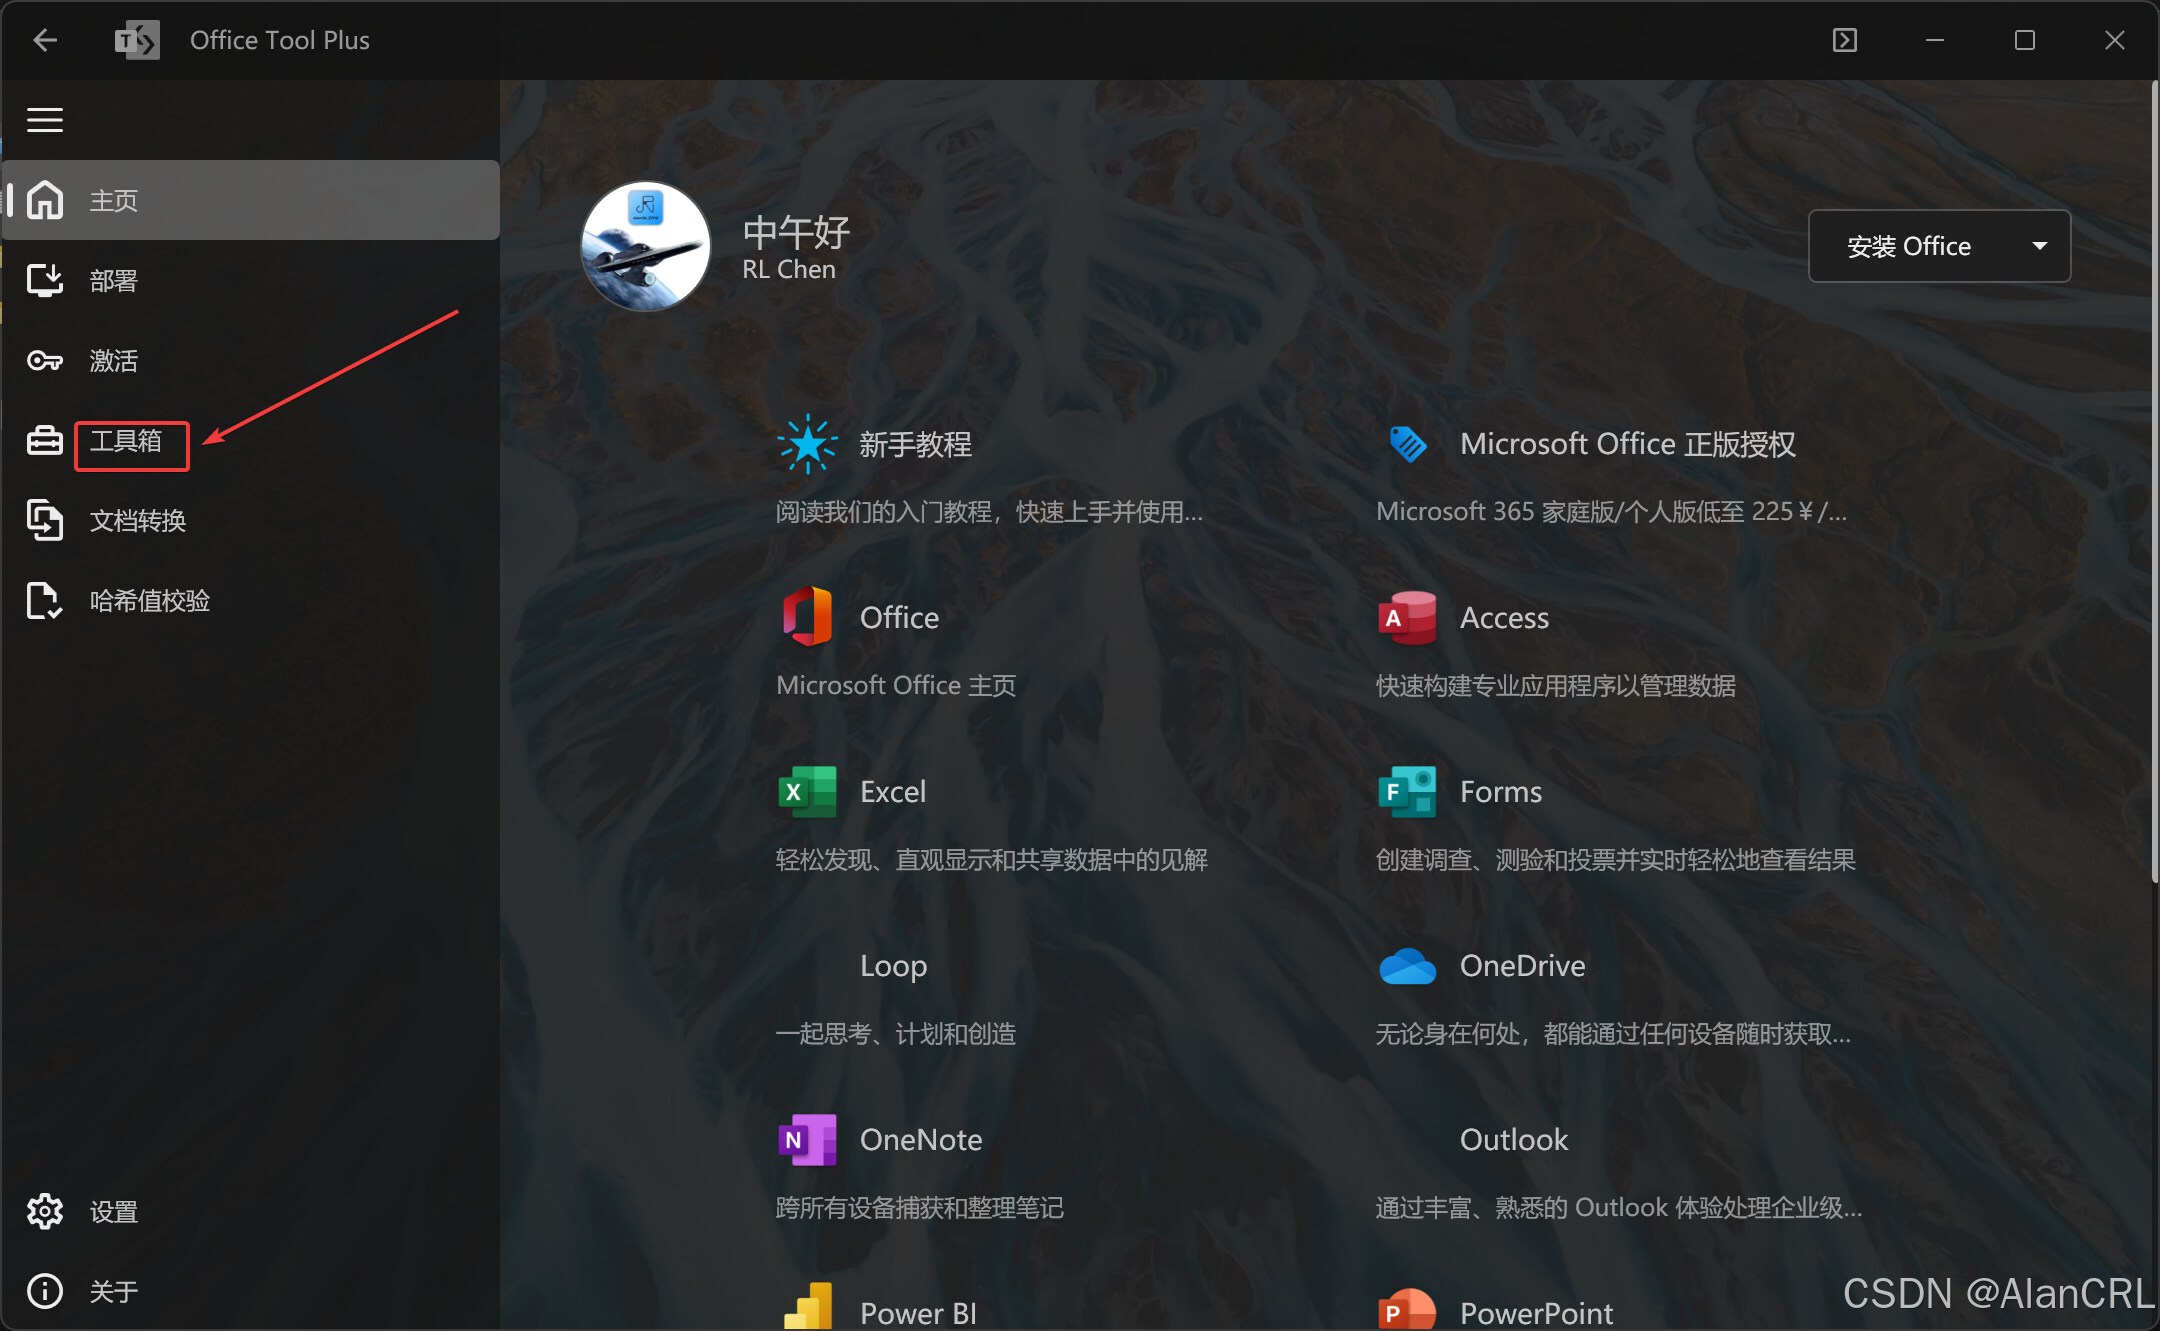 Office Tool Plus
主页
部署
激活
工具箱
文档转换
哈希值校验
设置
关于
中午好
RL Chen
安装 Office
新手教程
阅读我们的入门教程，快速上手并使用...
Microsoft Office 正版授权
Microsoft 365 家庭版/个人版低至 225￥/...
Office
Microsoft Office 主页
Access
快速构建专业应用程序以管理数据
Excel
轻松发现、直观显示和共享数据中的见解
Forms
创建调查、测验和投票并实时轻松地查看结果
Loop
一起思考、计划和创造
OneDrive
无论身在何处，都能通过任何设备随时获取...
OneNote
跨所有设备捕获和整理笔记
Outlook
通过丰富、熟悉的 Outlook 体验处理企业级...
Power BI
PowerPoint
CSDN @AlanCRL